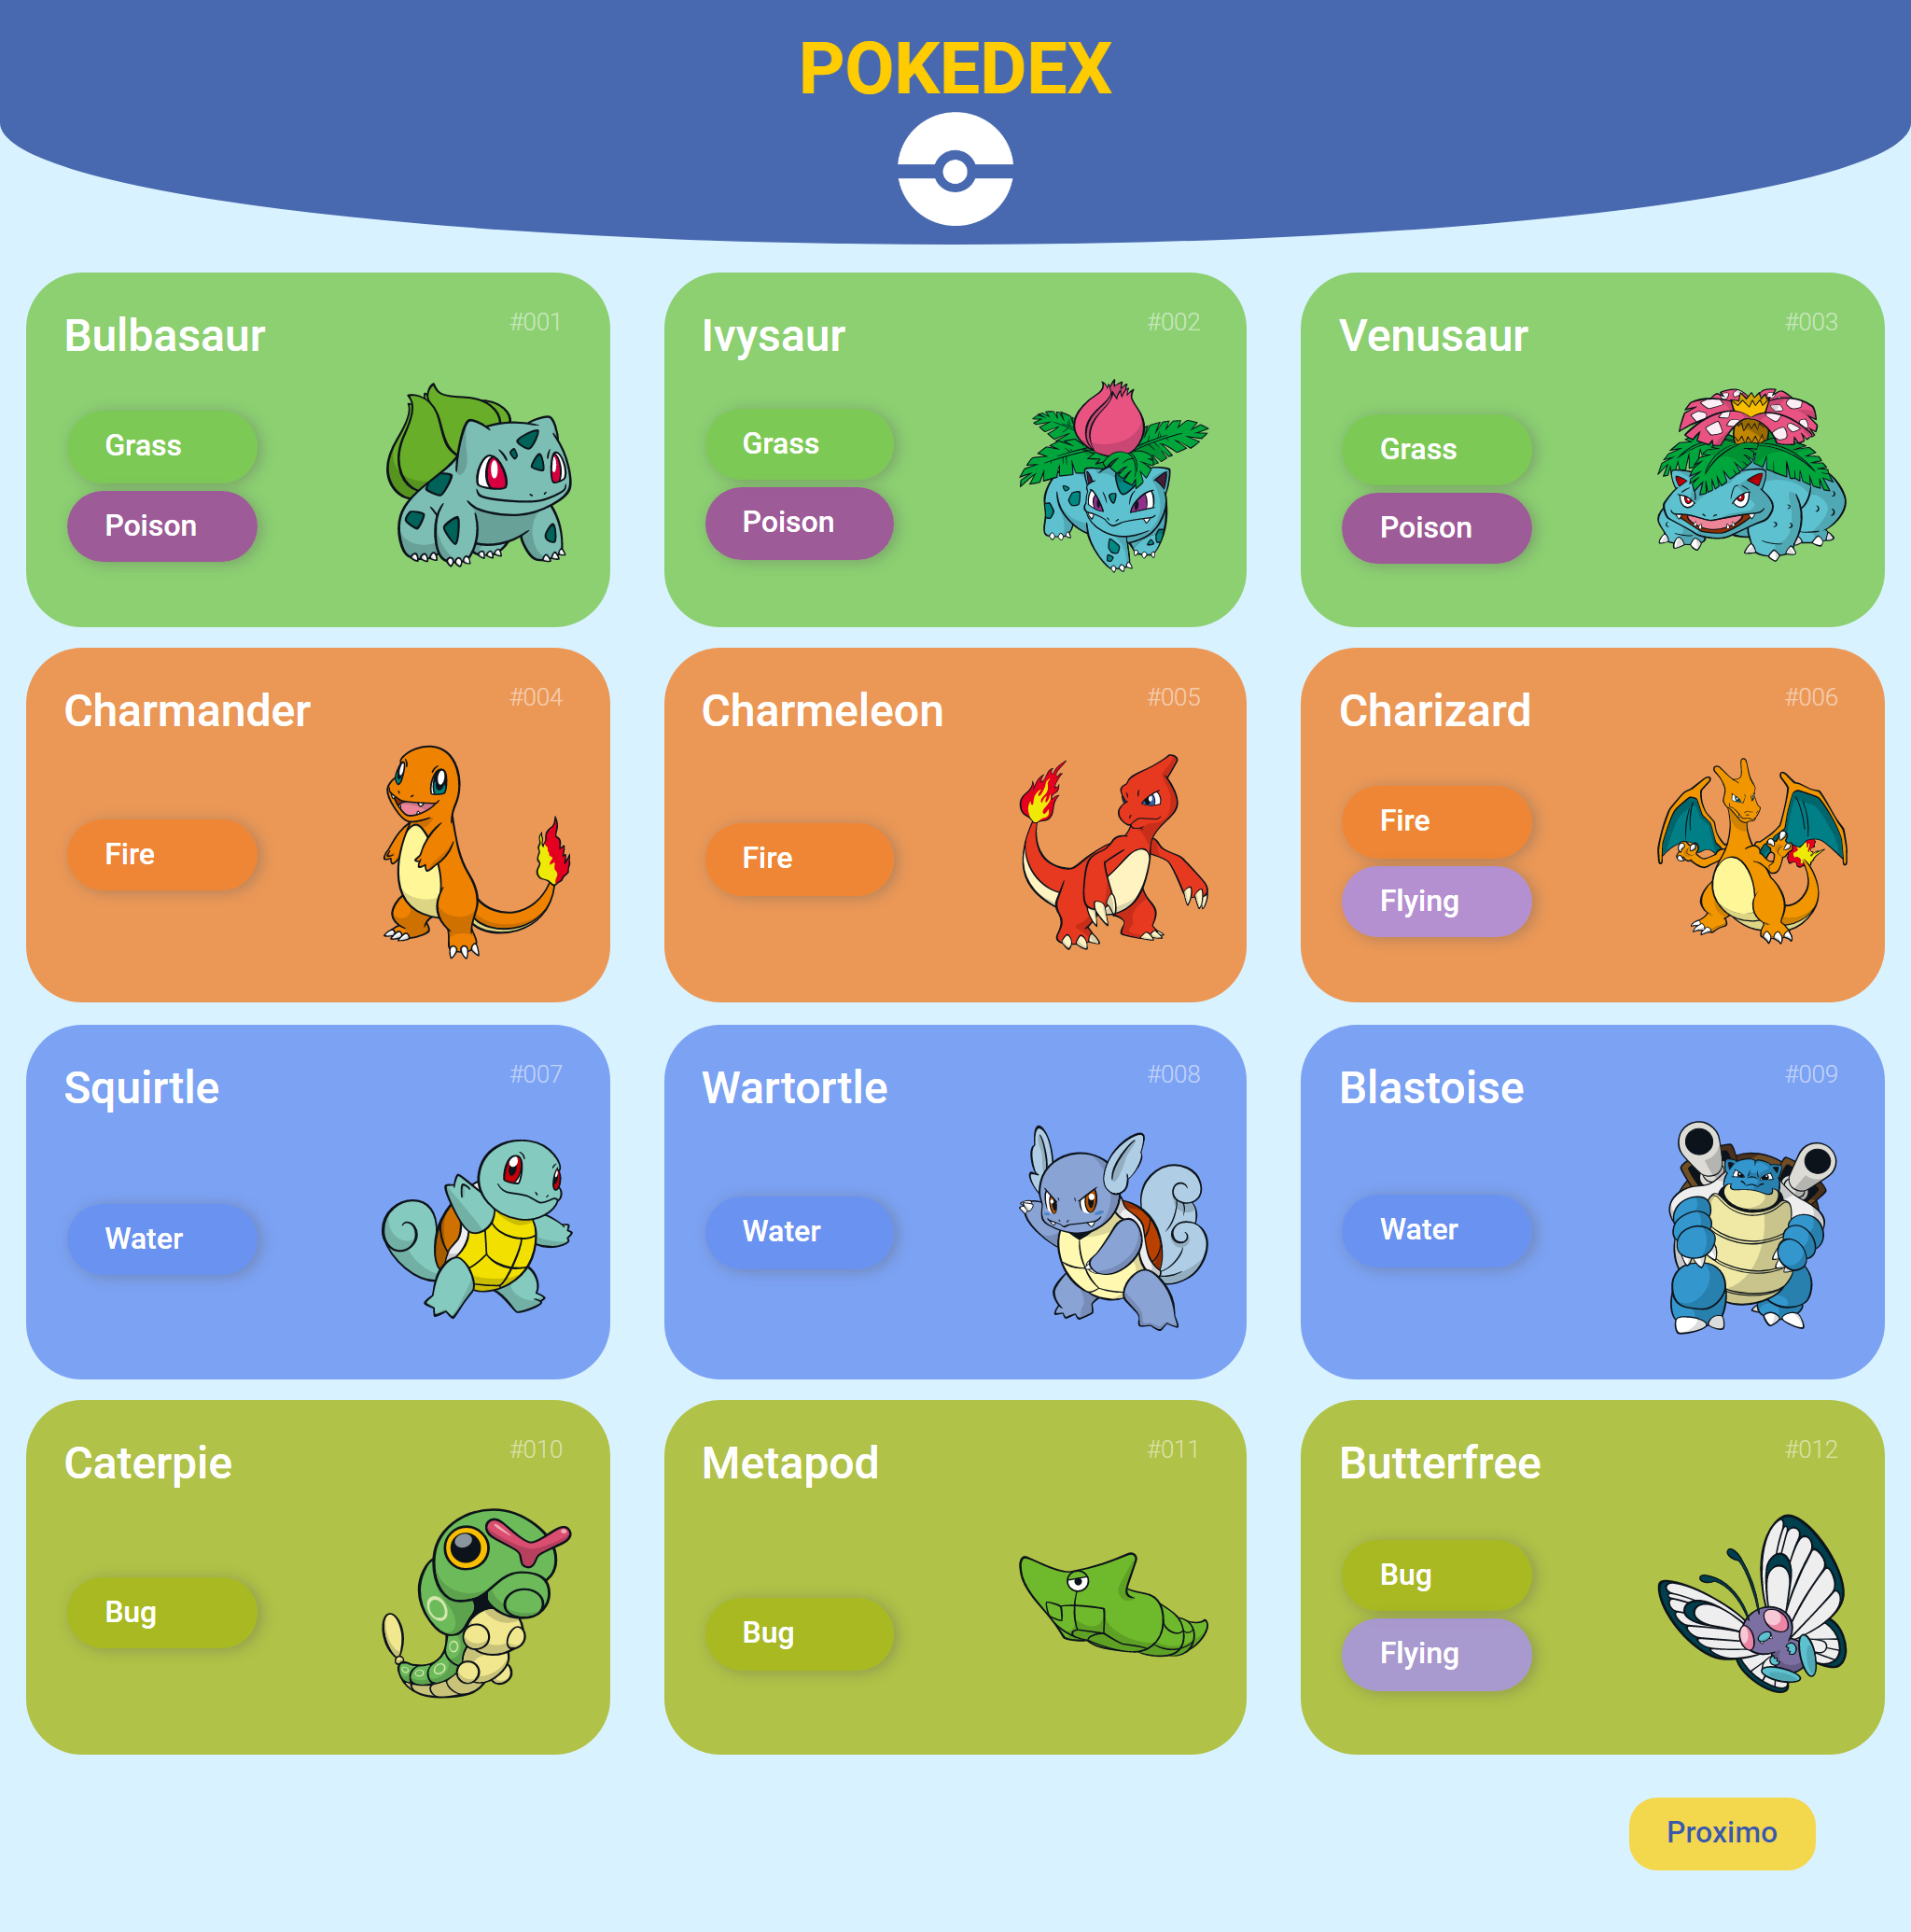 POKEDEX
Bulbasaur
#001
Grass
Poison
Ivysaur
#002
Grass
Poison
Venusaur
#003
Grass
Poison
Charmander
#004
Fire
Charmeleon
#005
Fire
Charizard
#006
Fire
Flying
Squirtle
#007
Water
Wartortle
#008
Water
Blastoise
#009
Water
Caterpie
#010
Bug
Metapod
#011
Bug
Butterfree
#012
Bug
Flying
Proximo